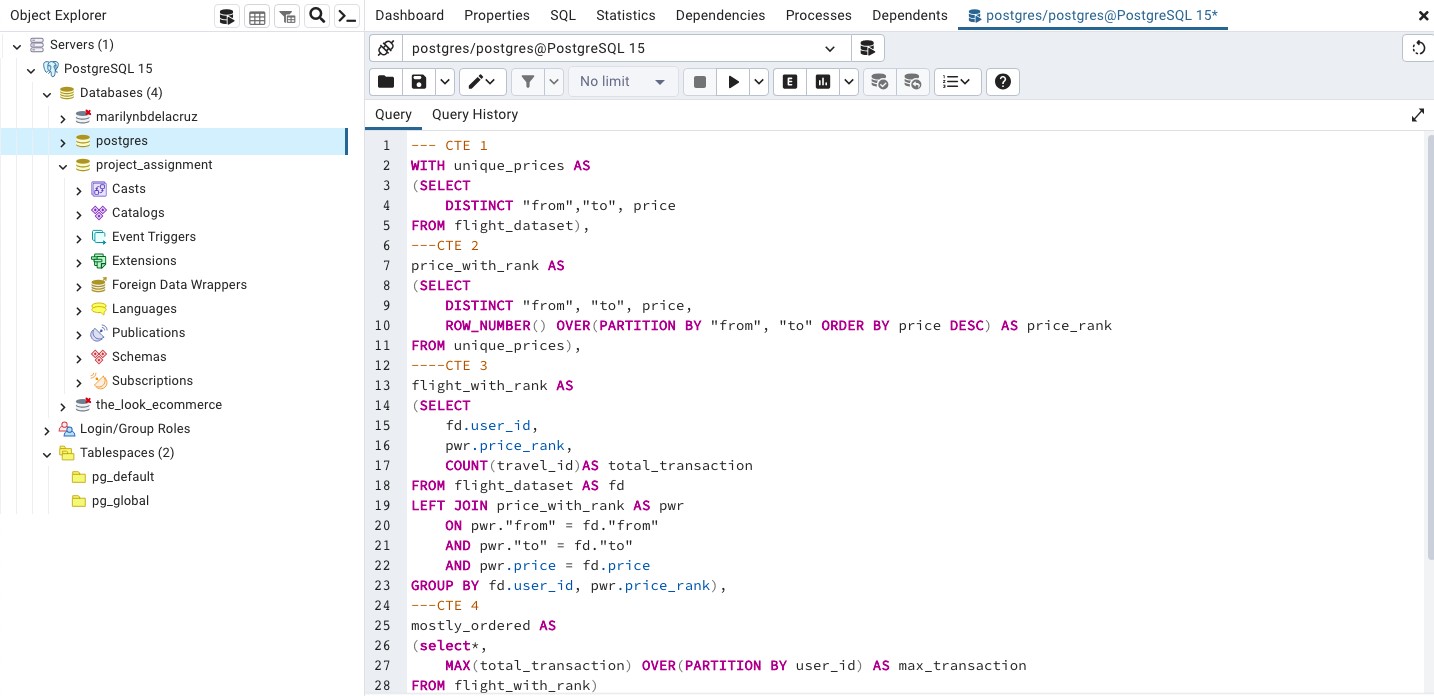 Object Explorer
Dashboard Properties SQL Statistics Dependencies Processes Dependents postgres/postgres@PostgreSQL 15*
Servers (1)
PostgreSQL 15
Databases (4)
marilynbdelacruz
postgres
project_assignment
Casts
Catalogs
Event Triggers
Extensions
Foreign Data Wrappers
Languages
Publications
Schemas
Subscriptions
the_look_ecommerce
Login/Group Roles
Tablespaces (2)
pg_default
pg_global
postgres/postgres@PostgreSQL 15
No limit
E
Query Query History
1 --- CTE 1
2 WITH unique_prices AS
3 (SELECT
4 DISTINCT "from","to", price
5 FROM flight_dataset),
6 ---CTE 2
7 price_with_rank AS
8 (SELECT
9 DISTINCT "from", "to", price,
10 ROW_NUMBER() OVER(PARTITION BY "from", "to" ORDER BY price DESC) AS price_rank
11 FROM unique_prices),
12 ----CTE 3
13 flight_with_rank AS
14 (SELECT
15 fd.user_id,
16 pwr.price_rank,
17 COUNT(travel_id)AS total_transaction
18 FROM flight_dataset AS fd
19 LEFT JOIN price_with_rank AS pwr
20 ON pwr."from" = fd."from"
21 AND pwr."to" = fd."to"
22 AND pwr.price = fd.price
23 GROUP BY fd.user_id, pwr.price_rank),
24 ---CTE 4
25 mostly_ordered AS
26 (select*,
27 MAX(total_transaction) OVER(PARTITION BY user_id) AS max_transaction
28 FROM flight_with_rank)